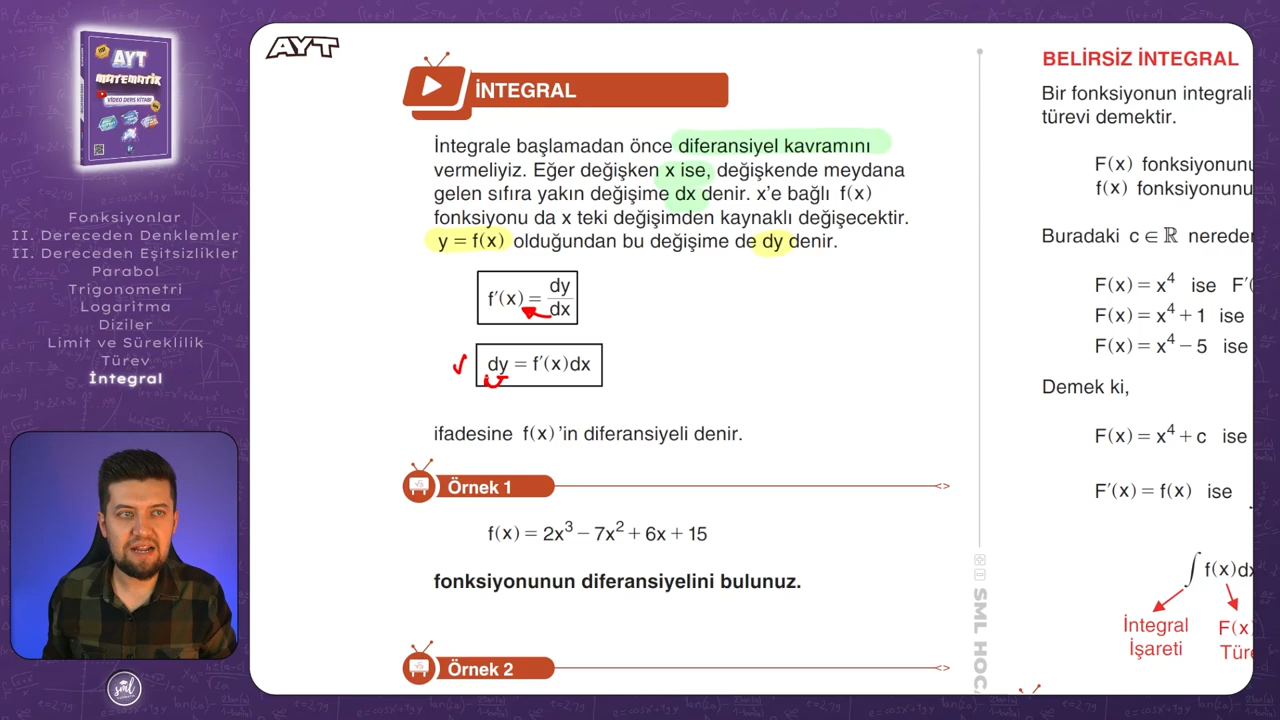 AYT
MATEMATİK
VİDEO DERS KİTABI
Fonksiyonlar
II. Dereceden Denklemler
II. Dereceden Eşitsizlikler
Parabol
Trigonometri
Logaritma
Diziler
Limit ve Süreklilik
Türev
İntegral
sml
AYT
İNTEGRAL
İntegrale başlamadan önce diferansiyel kavramını
vermeliyiz. Eğer değişken x ise, değişkende meydana
gelen sıfıra yakın değişime dx denir. x’e bağlı f(x)
fonksiyonu da x teki değişimden kaynaklı değişecektir.
y = f(x) olduğundan bu değişime de dy denir.
f′(x) = dy/dx
dy = f′(x)dx
ifadesine f(x)’in diferansiyeli denir.
Örnek 1
f(x) = 2x³ − 7x² + 6x + 15
fonksiyonunun diferansiyelini bulunuz.
Örnek 2
SML HOC
BELİRSİZ İNTEGRAL
Bir fonksiyonun integrali
türevi demektir.
F(x) fonksiyonunu
f(x) fonksiyonu
Buradaki c ∈ ℝ nereden
F(x) = x⁴ ise F′(
F(x) = x⁴ + 1 ise
F(x) = x⁴ − 5 ise
Demek ki,
F(x) = x⁴ + c ise
F′(x) = f(x) ise
∫ f(x)dx
İntegral F(x)
İşareti Türe